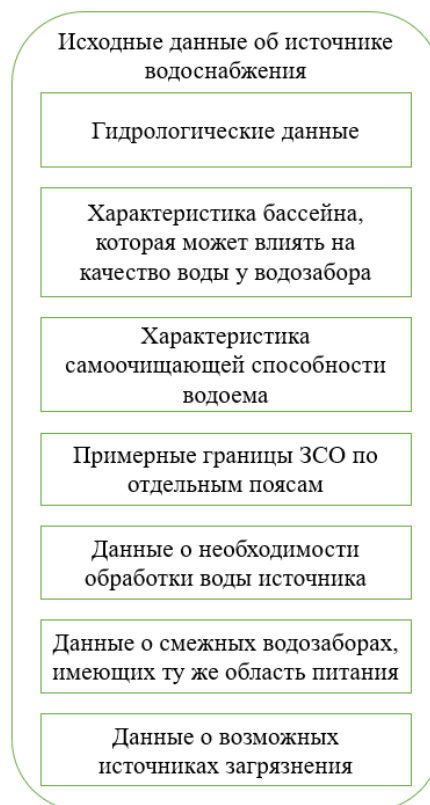 Исходные данные об источнике
водоснабжения
Гидрологические данные
Характеристика бассейна,
которая может влиять на
качество воды у водозабора
Характеристика
самоочищающей способности
водоема
Примерные границы ЗСО по
отдельным поясам
Данные о необходимости
обработки воды источника
Данные о смежных водозаборах,
имеющих ту же область питания
Данные о возможных
источниках загрязнения